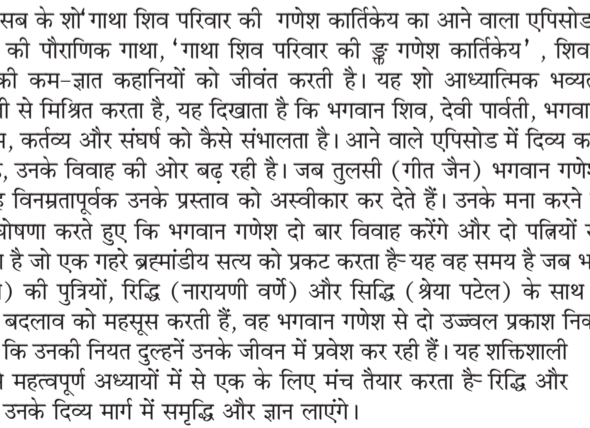 सब के शो‘गाथा शिव परिवार की गणेश कार्तिकेय का आने वाला एपिसोड
की पौराणिक गाथा, ‘गाथा शिव परिवार की ङ्क गणेश कार्तिकेय’ , शिव
की कम-ज्ञात कहानियों को जीवंत करती है। यह शो आध्यात्मिक भव्यत
से मिश्रित करता है, यह दिखाता है कि भगवान शिव, देवी पार्वती, भगवा
कर्तव्य और संघर्ष को कैसे संभालता है। आने वाले एपिसोड में दिव्य क
उनके विवाह की ओर बढ़ रही है। जब तुलसी (गीत जैन) भगवान गणे
विनम्रतापूर्वक उनके प्रस्ताव को अस्वीकार कर देते हैं। उनके मना करने
घोषणा करते हुए कि भगवान गणेश दो बार विवाह करेंगे और दो पत्नियों
है जो एक गहरे ब्रह्मांडीय सत्य को प्रकट करता है-यह वह समय है जब भ
) की पुत्रियों, रिद्धि (नारायणी वर्णे) और सिद्धि (श्रेया पटेल) के साथ
बदलाव को महसूस करती हैं, वह भगवान गणेश से दो उज्ज्वल प्रकाश निक
कि उनकी नियत दुल्हनें उनके जीवन में प्रवेश कर रही हैं। यह शक्तिशाली
महत्वपूर्ण अध्यायों में से एक के लिए मंच तैयार करता है- रिद्धि और
उनके दिव्य मार्ग में समृद्धि और ज्ञान लाएंगे।